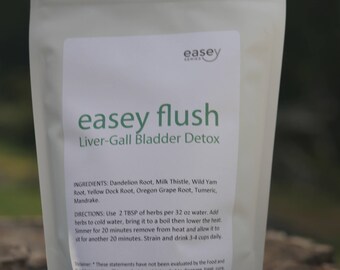 easey
SERIES
easey flush
Liver-Gall Bladder Detox
INGREDIENTS: Dandelion Root, Milk Thistle, Wild Yam
Root, Yellow Dock Root, Oregon Grape Root, Tumeric,
Mandrake.
DIRECTIONS: Use 2 TBSP of herbs per 32 oz water. Add
herbs to cold water, bring it to a boil then lower the heat.
Simmer for 20 minutes remove from heat and allow it to
sit for another 20 minutes. Strain and drink 3-4 cups daily.
* These statements have not been evaluated by the Food and